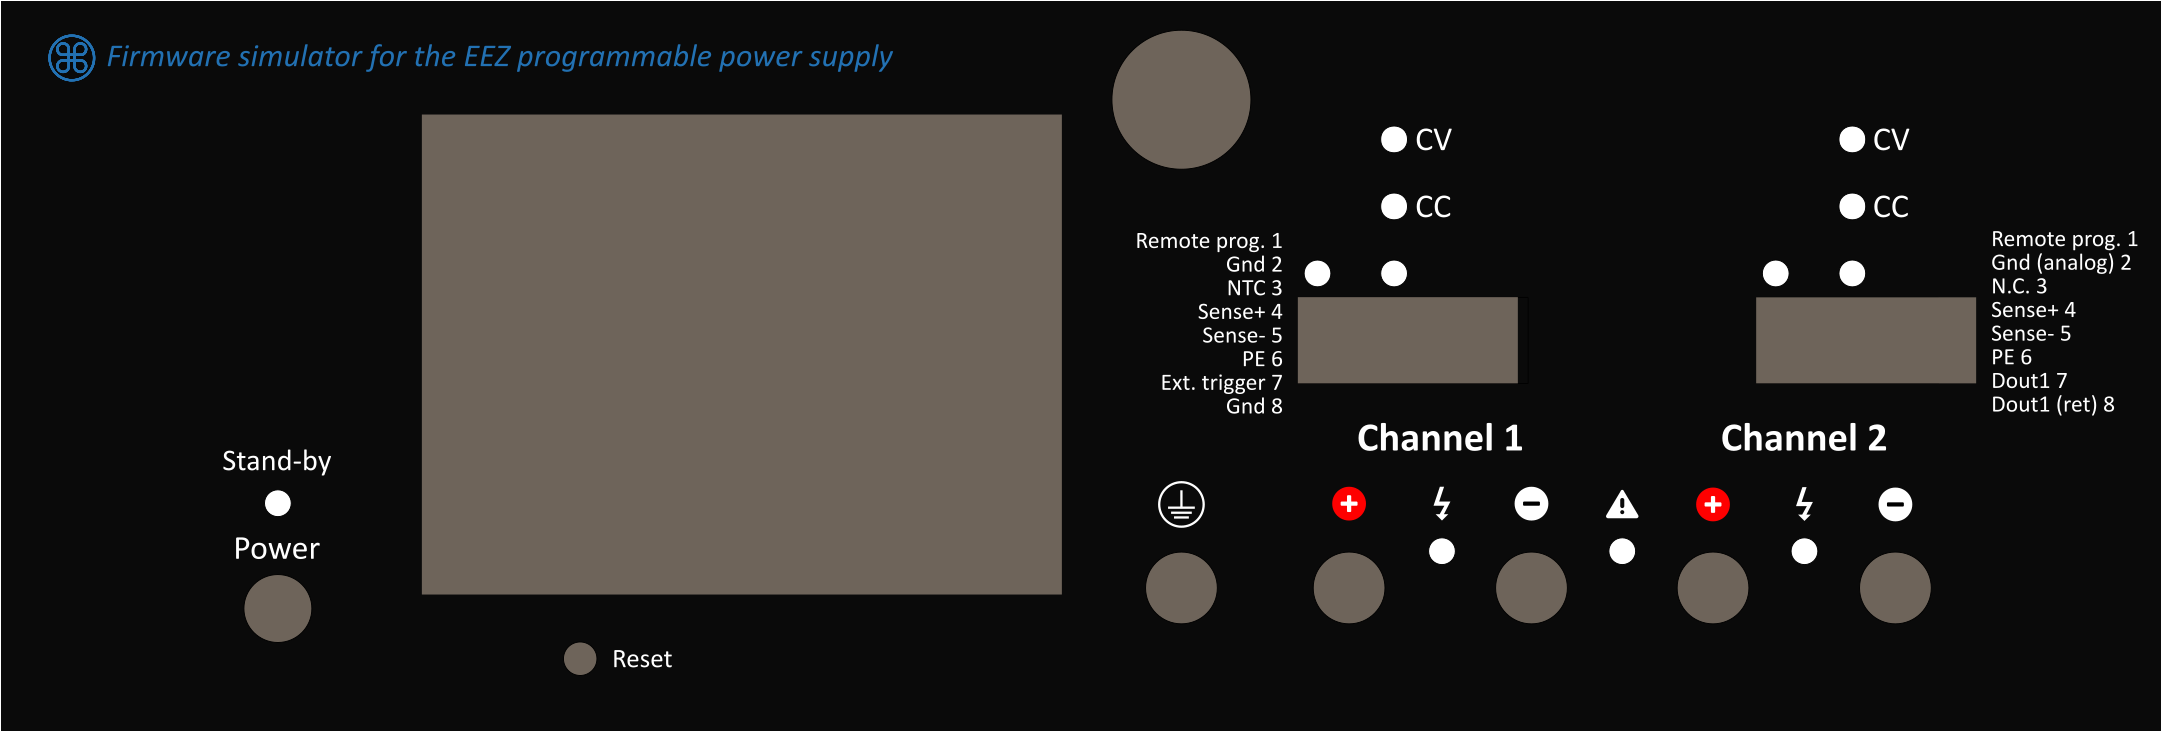 Firmware simulator for the EEZ programmable power supply
CV
CV
CC
CC
Remote prog. 1
Gnd 2
NTC 3
Sense+ 4
Sense- 5
PE 6
Ext. trigger 7
Gnd 8
Remote prog. 1
Gnd (analog) 2
N.C. 3
Sense+ 4
Sense- 5
PE 6
Dout1 7
Dout1 (ret) 8
Channel 1
Channel 2
Stand-by
Power
Reset